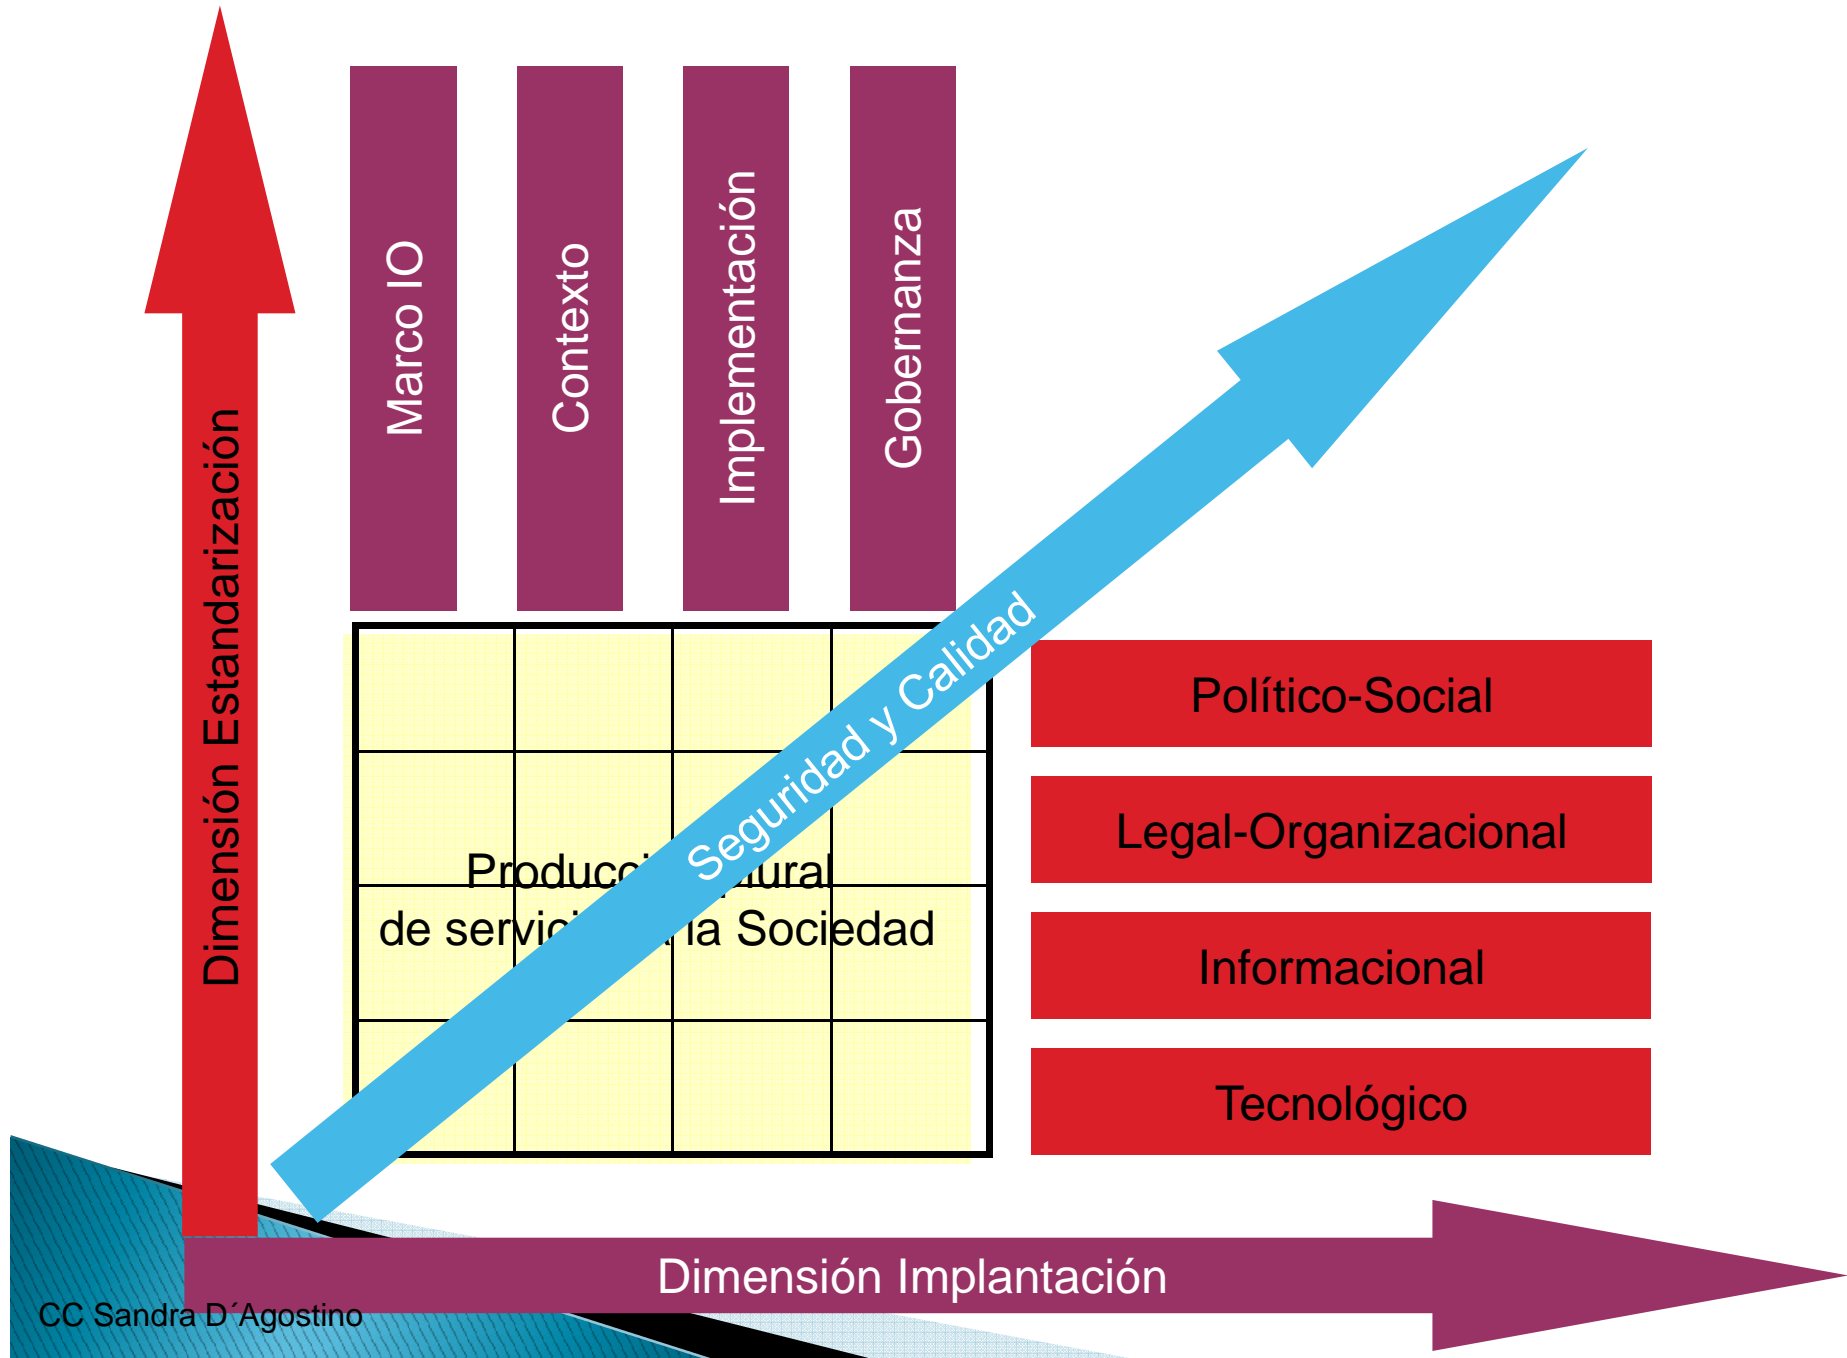 Marco IO
Contexto
Implementación
Gobernanza
Dimensión Estandarización
Seguridad y Calidad
Político-Social
Legal-Organizacional
Informacional
Tecnológico
de la Sociedad
Dimensión Implantación
CC Sandra D´Agostino